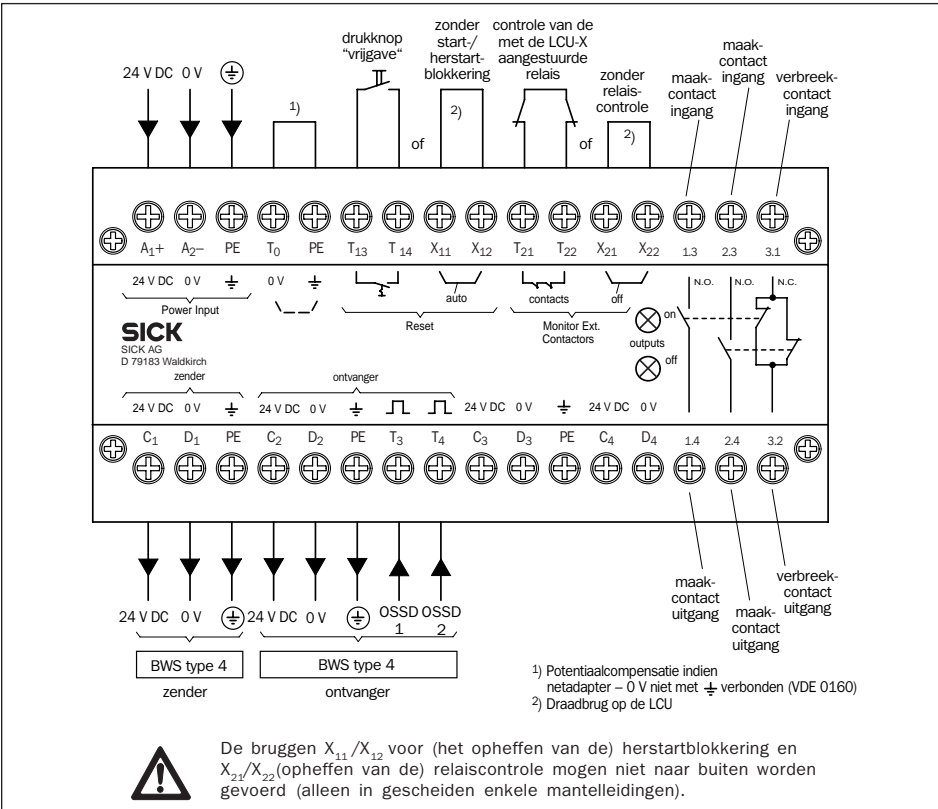 drukknop
"vrijgave"
zonder
start-/
herstart-
blokkering
controle van de
met de LCU-X
aangestuurde
relais
zonder
relais-
controle
maak-
contact
ingang
maak-
contact
ingang
verbreek-
contact
ingang
24 V DC 0 V
1)
of
2)
of
2)
A1+ A2– PE T0 PE T13 T14 X11 X12 T21 T22 X21 X22 1.3 2.3 3.1
24 V DC 0 V 0 V auto contacts off N.O. N.O. N.C.
Power Input
Reset
Monitor Ext.
Contactors
on
outputs
off
SICK
SICK AG
D 79183 Waldkirch
zender ontvanger
24 V DC 0 V 24 V DC 0 V 24 V DC 0 V 24 V DC 0 V
C1 D1 PE C2 D2 PE T3 T4 C3 D3 PE C4 D4 1.4 2.4 3.2
24 V DC 0 V 24 V DC 0 V OSSD OSSD
1 2
BWS type 4 BWS type 4
zender ontvanger
maak-
contact
uitgang
maak-
contact
uitgang
verbreek-
contact
uitgang
1) Potentiaalcompensatie indien
netadapter – 0 V niet met verbonden (VDE 0160)
2) Draadbrug op de LCU
De bruggen X11/X12 voor (het opheffen van de) herstartblokkering en
X21/X22(opheffen van de) relaiscontrole mogen niet naar buiten worden
gevoerd (alleen in gescheiden enkele mantelleidingen).